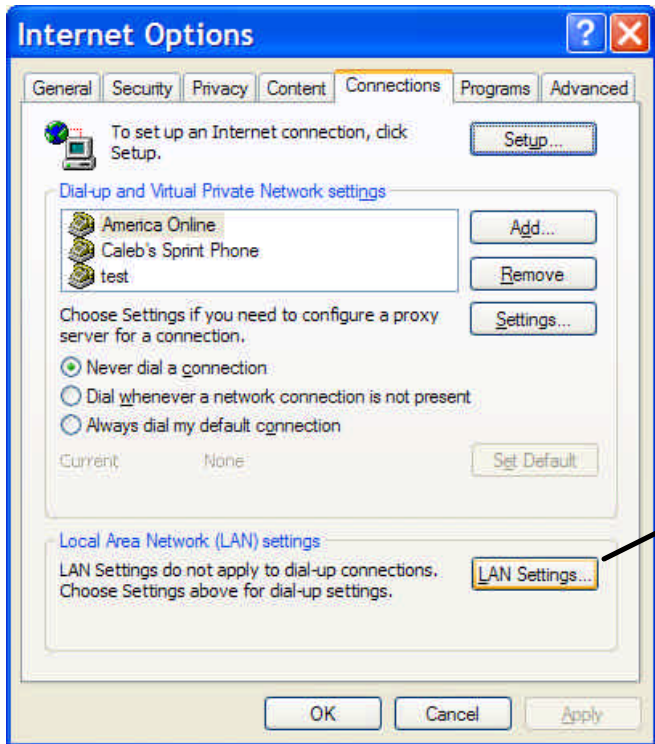 Internet Options
General Security Privacy Content Connections Programs Advanced
To set up an Internet connection, click
Setup.
Setup...
Dial-up and Virtual Private Network settings
America Online
Caleb's Sprint Phone
test
Add...
Remove
Choose Settings if you need to configure a proxy
server for a connection.
Settings...
Never dial a connection
Dial whenever a network connection is not present
Always dial my default connection
Current None Set Default
Local Area Network (LAN) settings
LAN Settings do not apply to dial-up connections.
Choose Settings above for dial-up settings.
LAN Settings...
OK Cancel Apply